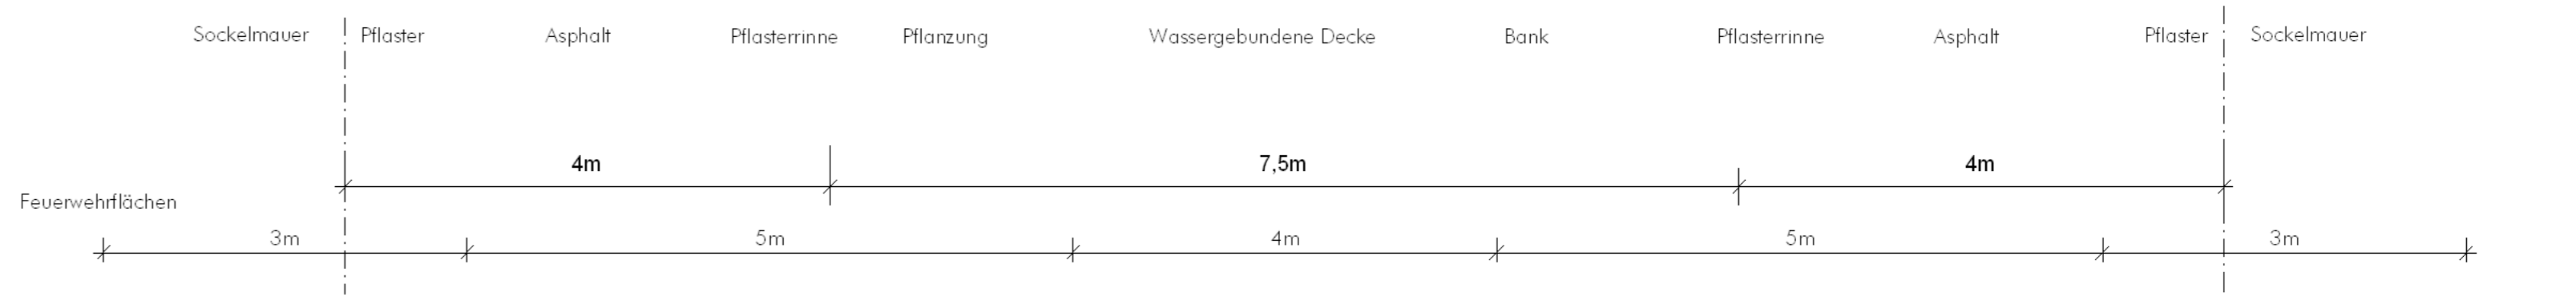 Sockelmauer Pflaster Asphalt Pflasterrinne Pflanzung Wassergebundene Decke Bank Pflasterrinne Asphalt Pflaster Sockelmauer
4m 7,5m 4m
Feuerwehrflächen
3m 5m 4m 5m 3m